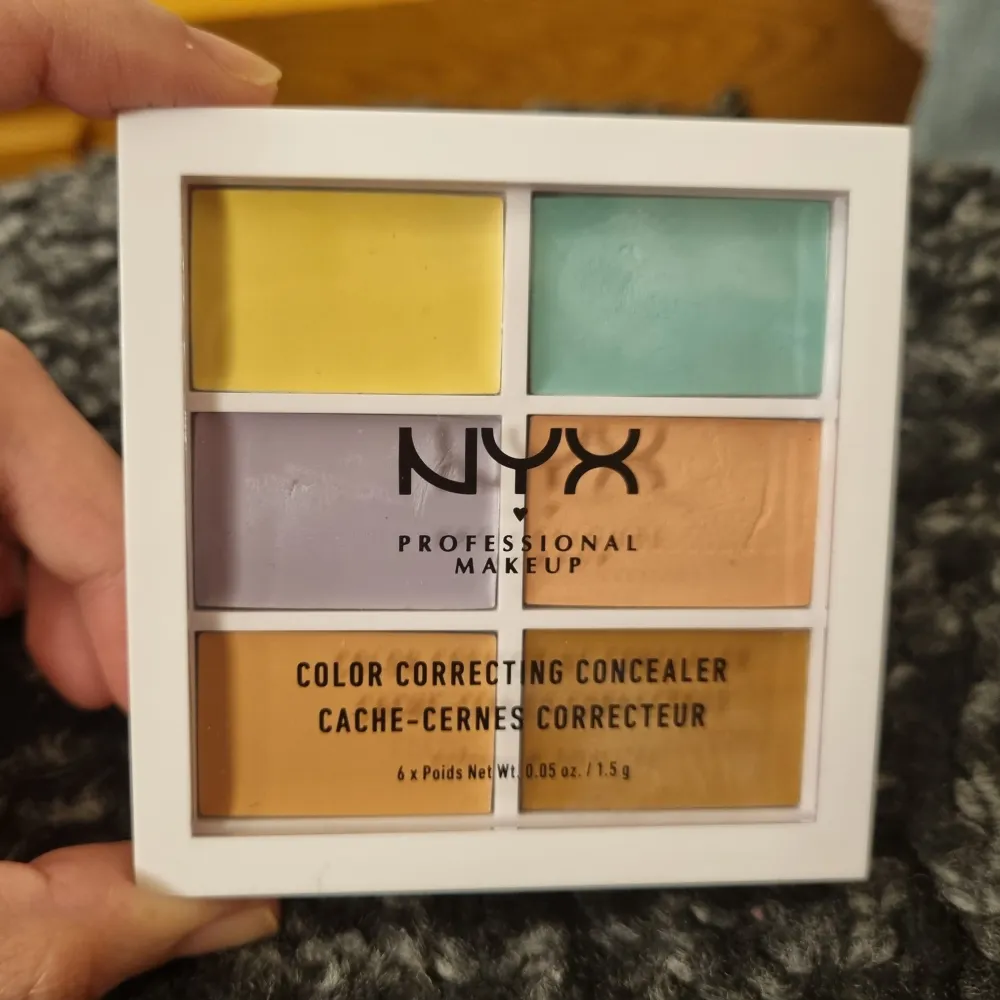 NYX
PROFESSIONAL
MAKEUP
COLOR CORRECTING CONCEALER
CACHE-CERNES CORRECTEUR
6 x Poids Net Wt. 0.05 oz. / 1.5 g